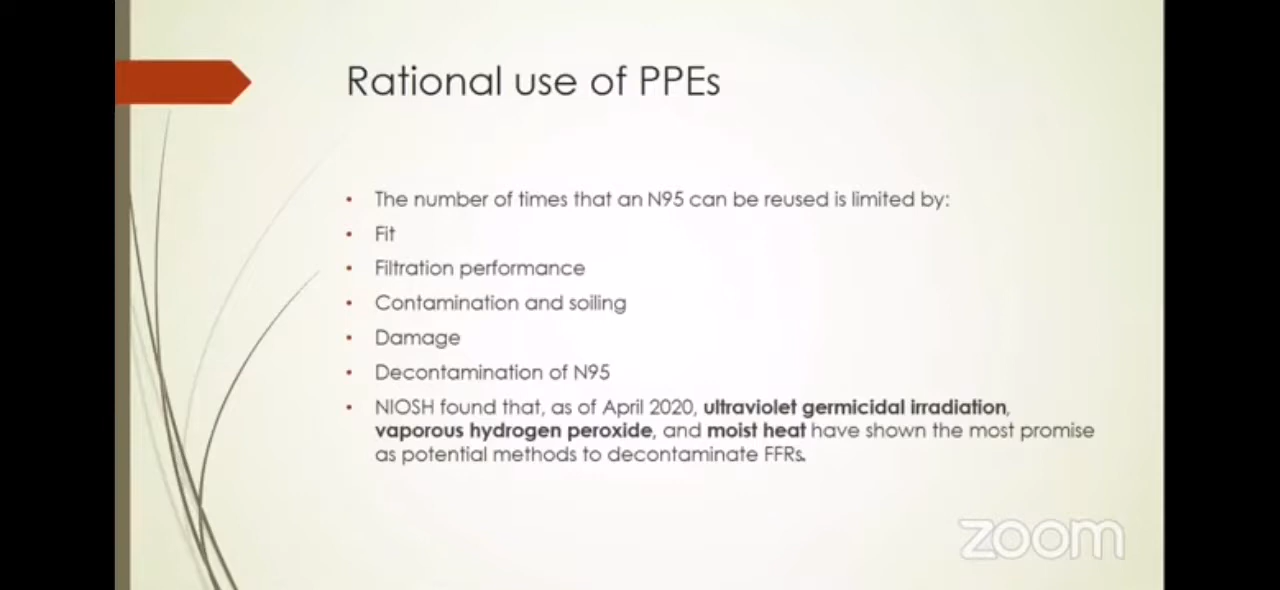 Rational use of PPEs
• The number of times that an N95 can be reused is limited by:
• Fit
• Filtration performance
• Contamination and soiling
• Damage
• Decontamination of N95
• NIOSH found that, as of April 2020, ultraviolet germicidal irradiation,
vaporous hydrogen peroxide, and moist heat have shown the most promise
as potential methods to decontaminate FFRs.
zoom